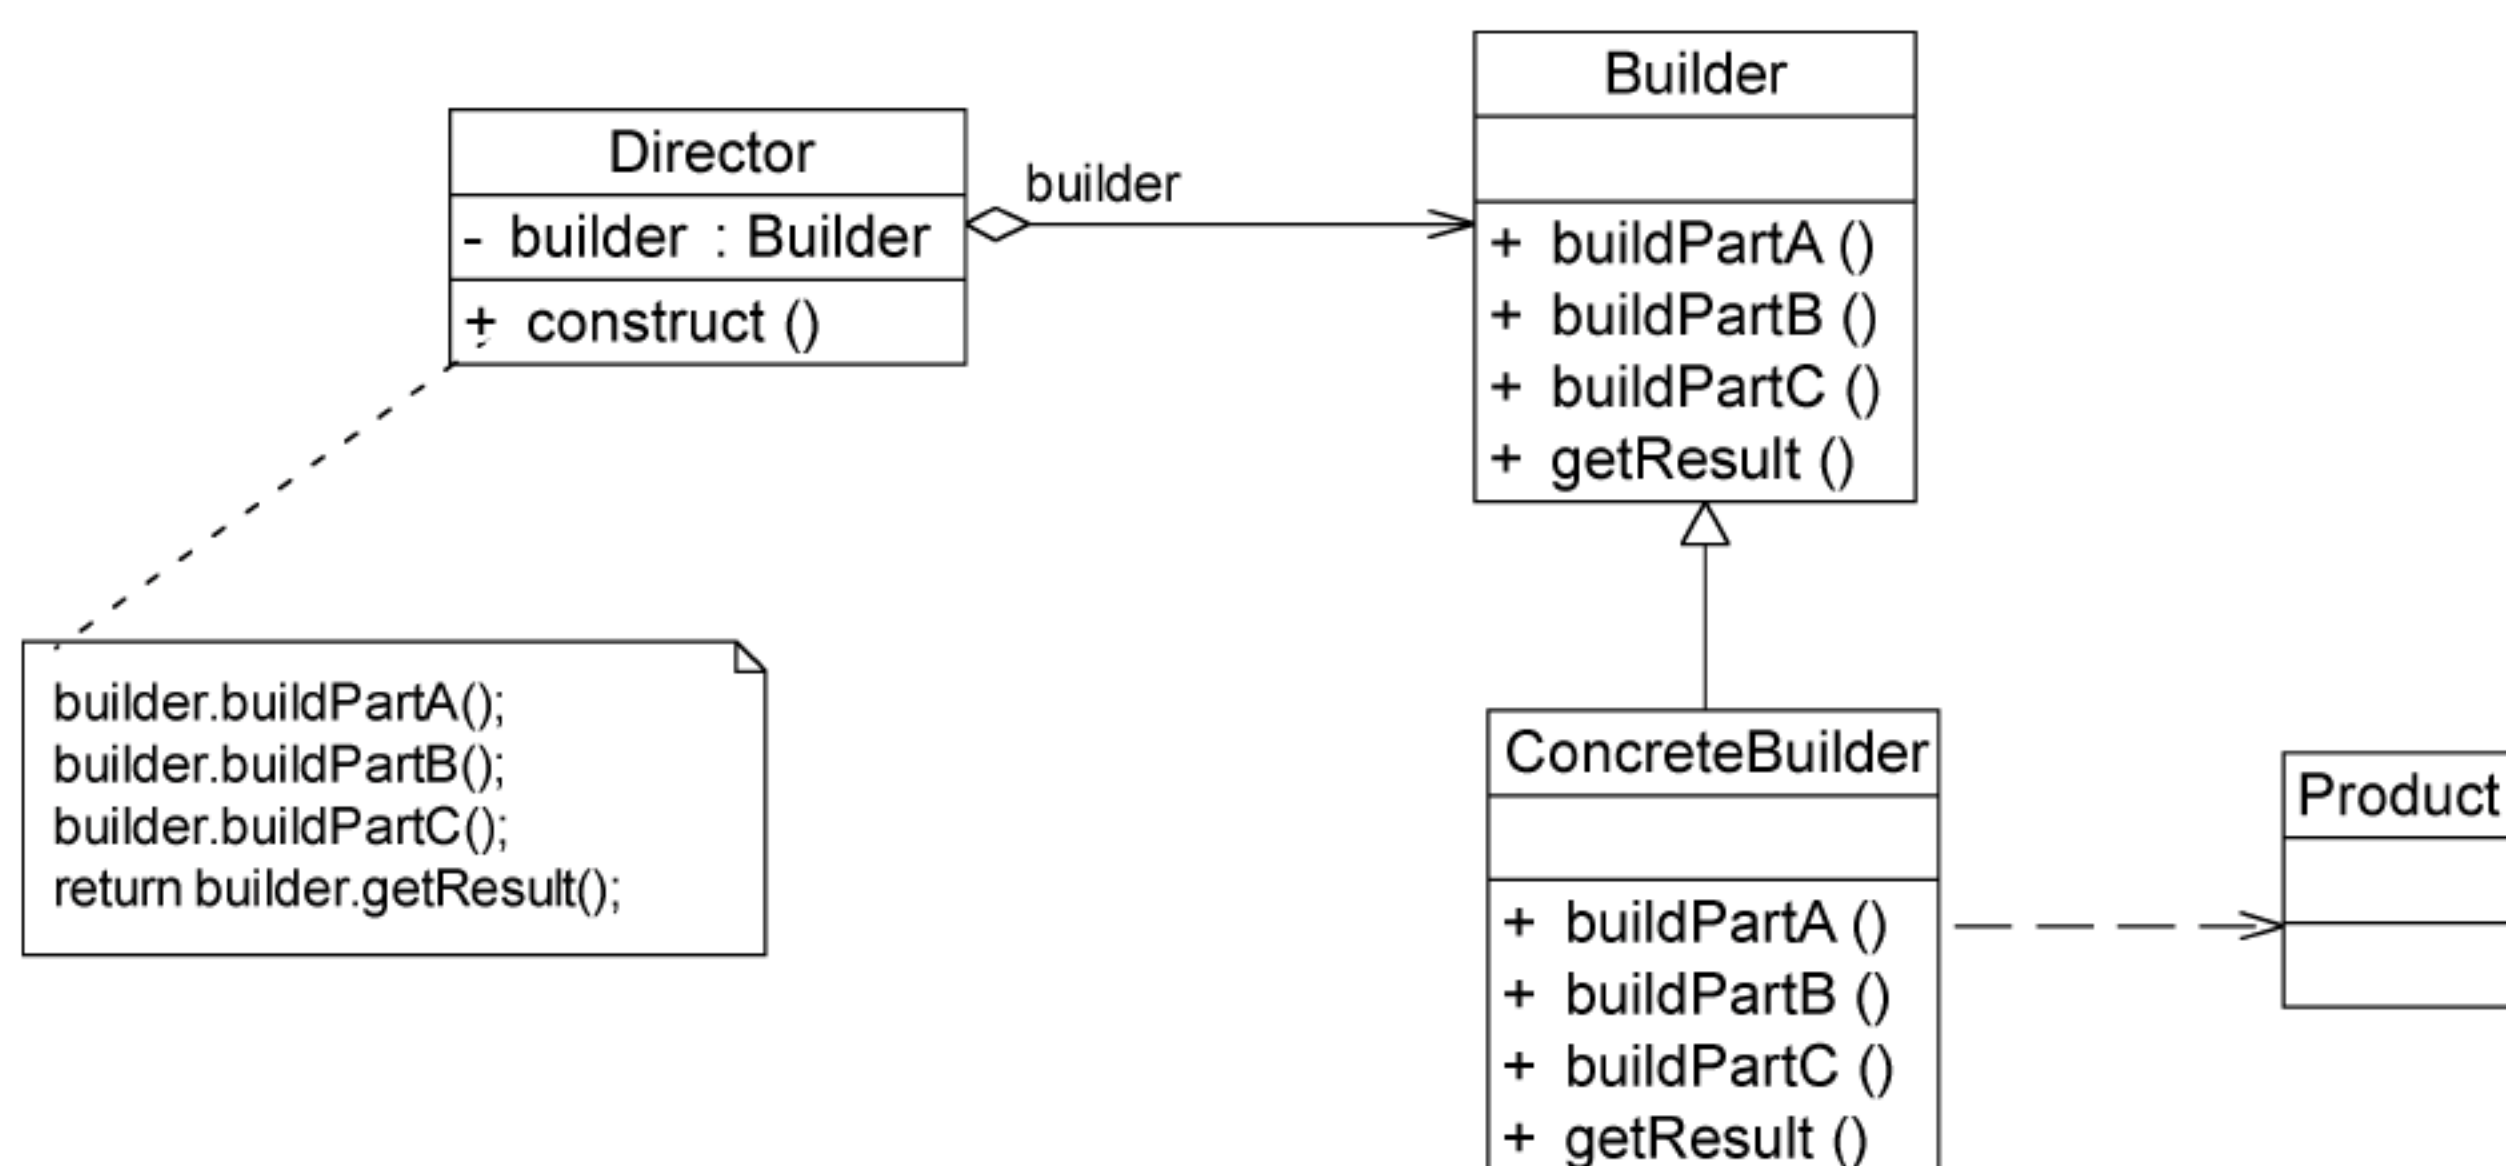 Director
- builder : Builder
+ construct ()
builder
Builder
+ buildPartA ()
+ buildPartB ()
+ buildPartC ()
+ getResult ()
builder.buildPartA();
builder.buildPartB();
builder.buildPartC();
return builder.getResult();
ConcreteBuilder
+ buildPartA ()
+ buildPartB ()
+ buildPartC ()
+ getResult ()
Product